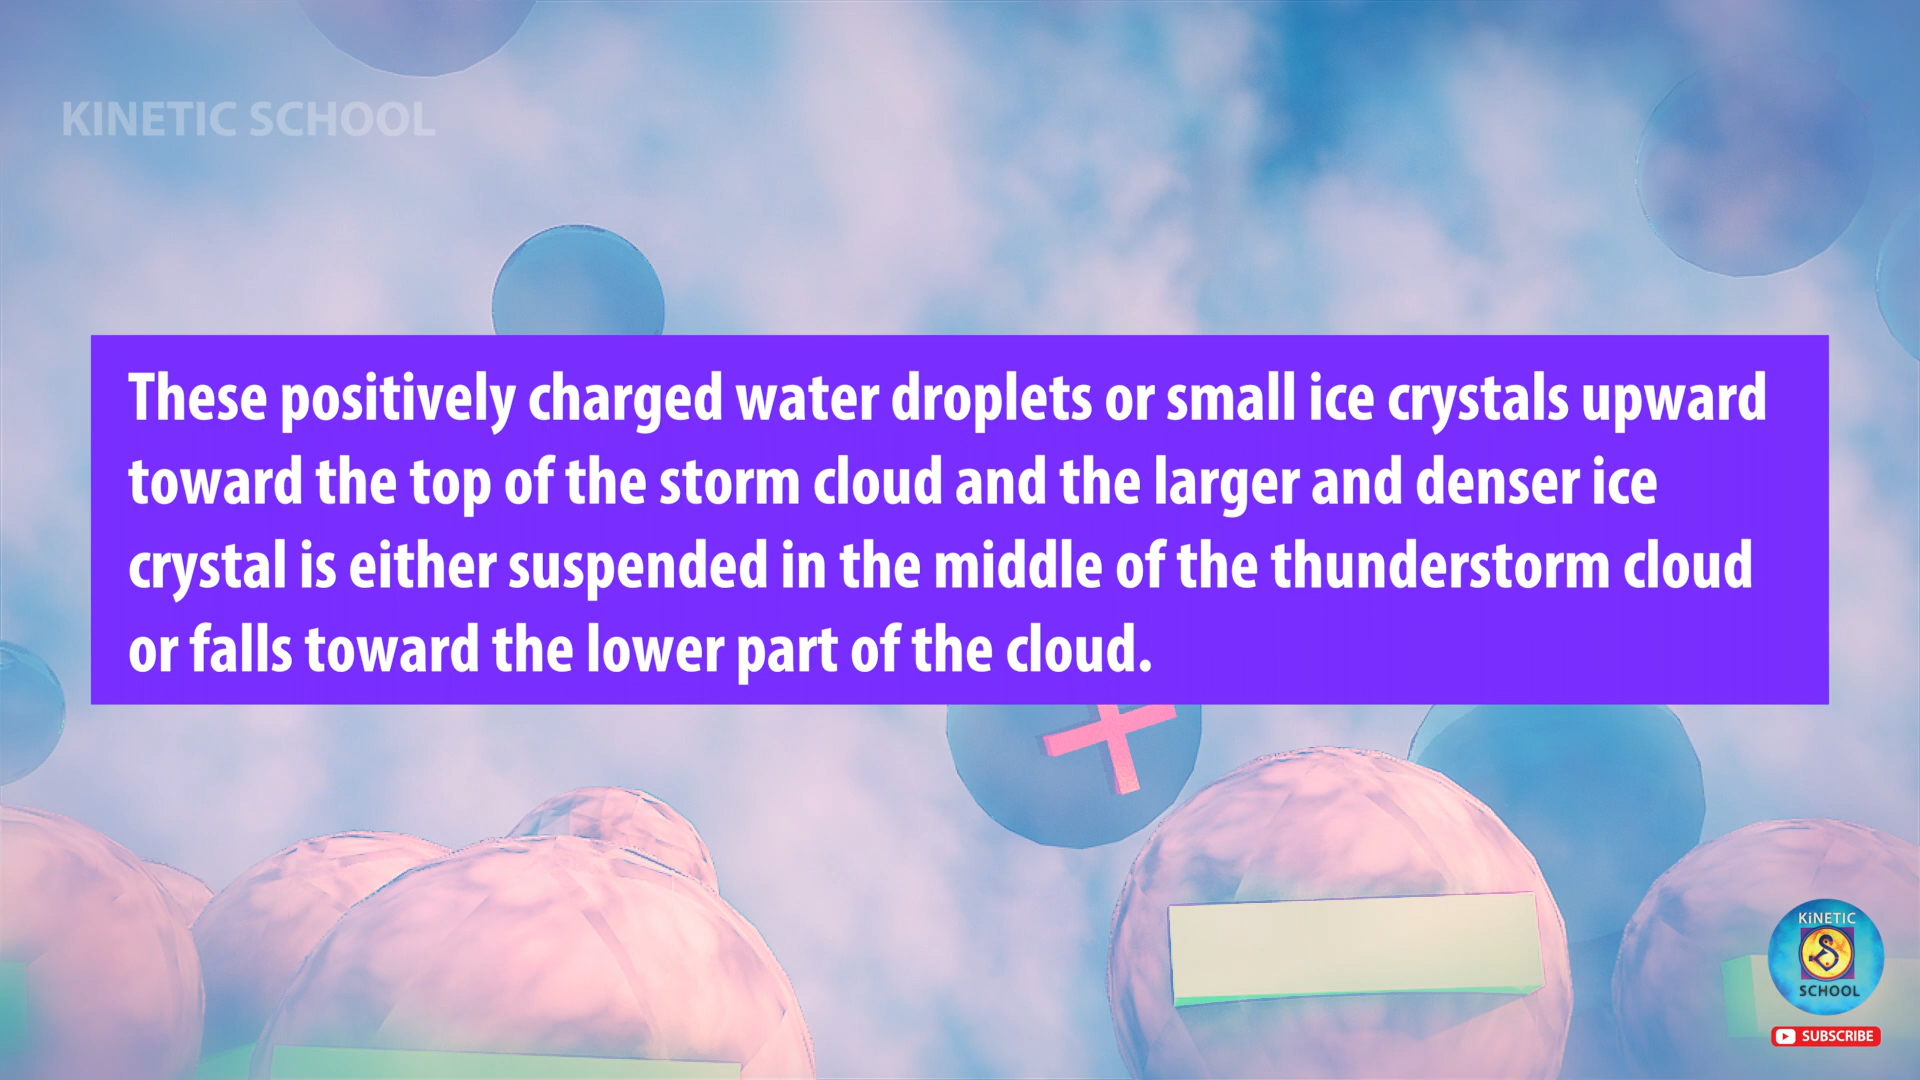 KINETIC SCHOOL
These positively charged water droplets or small ice crystals upward
toward the top of the storm cloud and the larger and denser ice
crystal is either suspended in the middle of the thunderstorm cloud
or falls toward the lower part of the cloud.
KiNETIC
SCHOOL
SUBSCRIBE